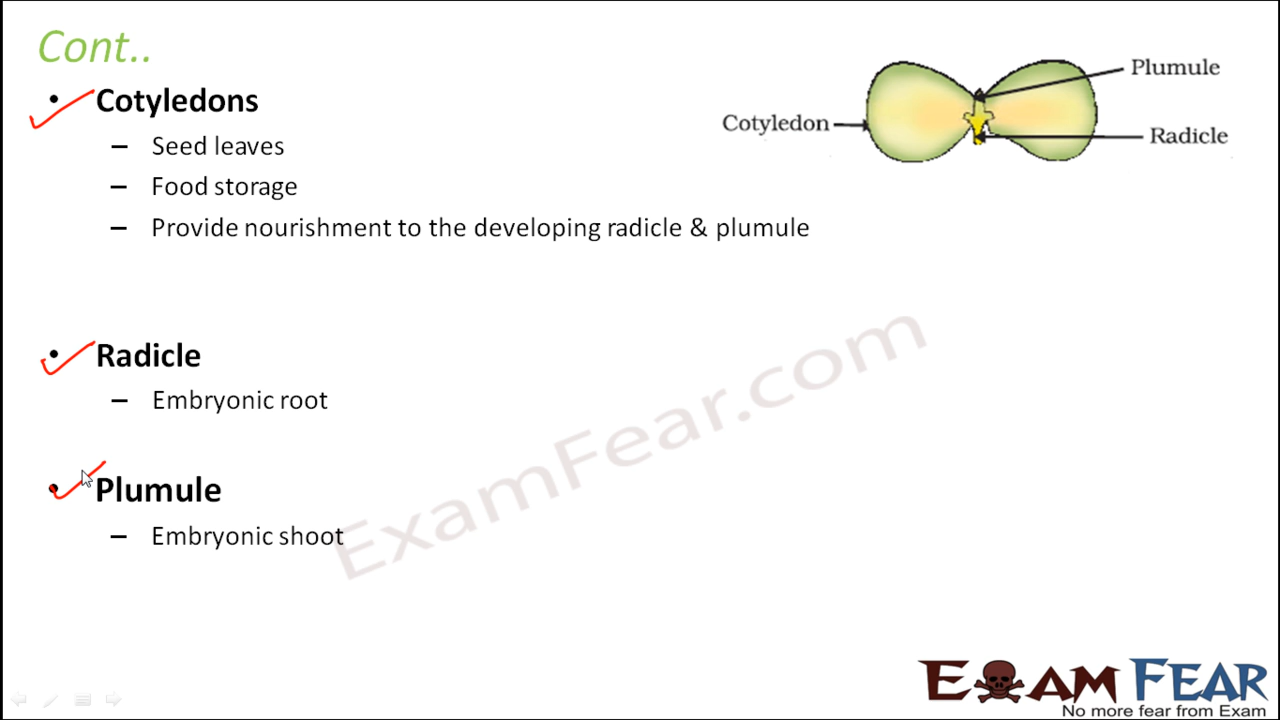 Cont..
• Cotyledons
– Seed leaves
– Food storage
– Provide nourishment to the developing radicle & plumule
Plumule
Cotyledon
Radicle
• Radicle
– Embryonic root
• Plumule
– Embryonic shoot
ExamFear.com
EXAM FEAR
No more fear from Exam